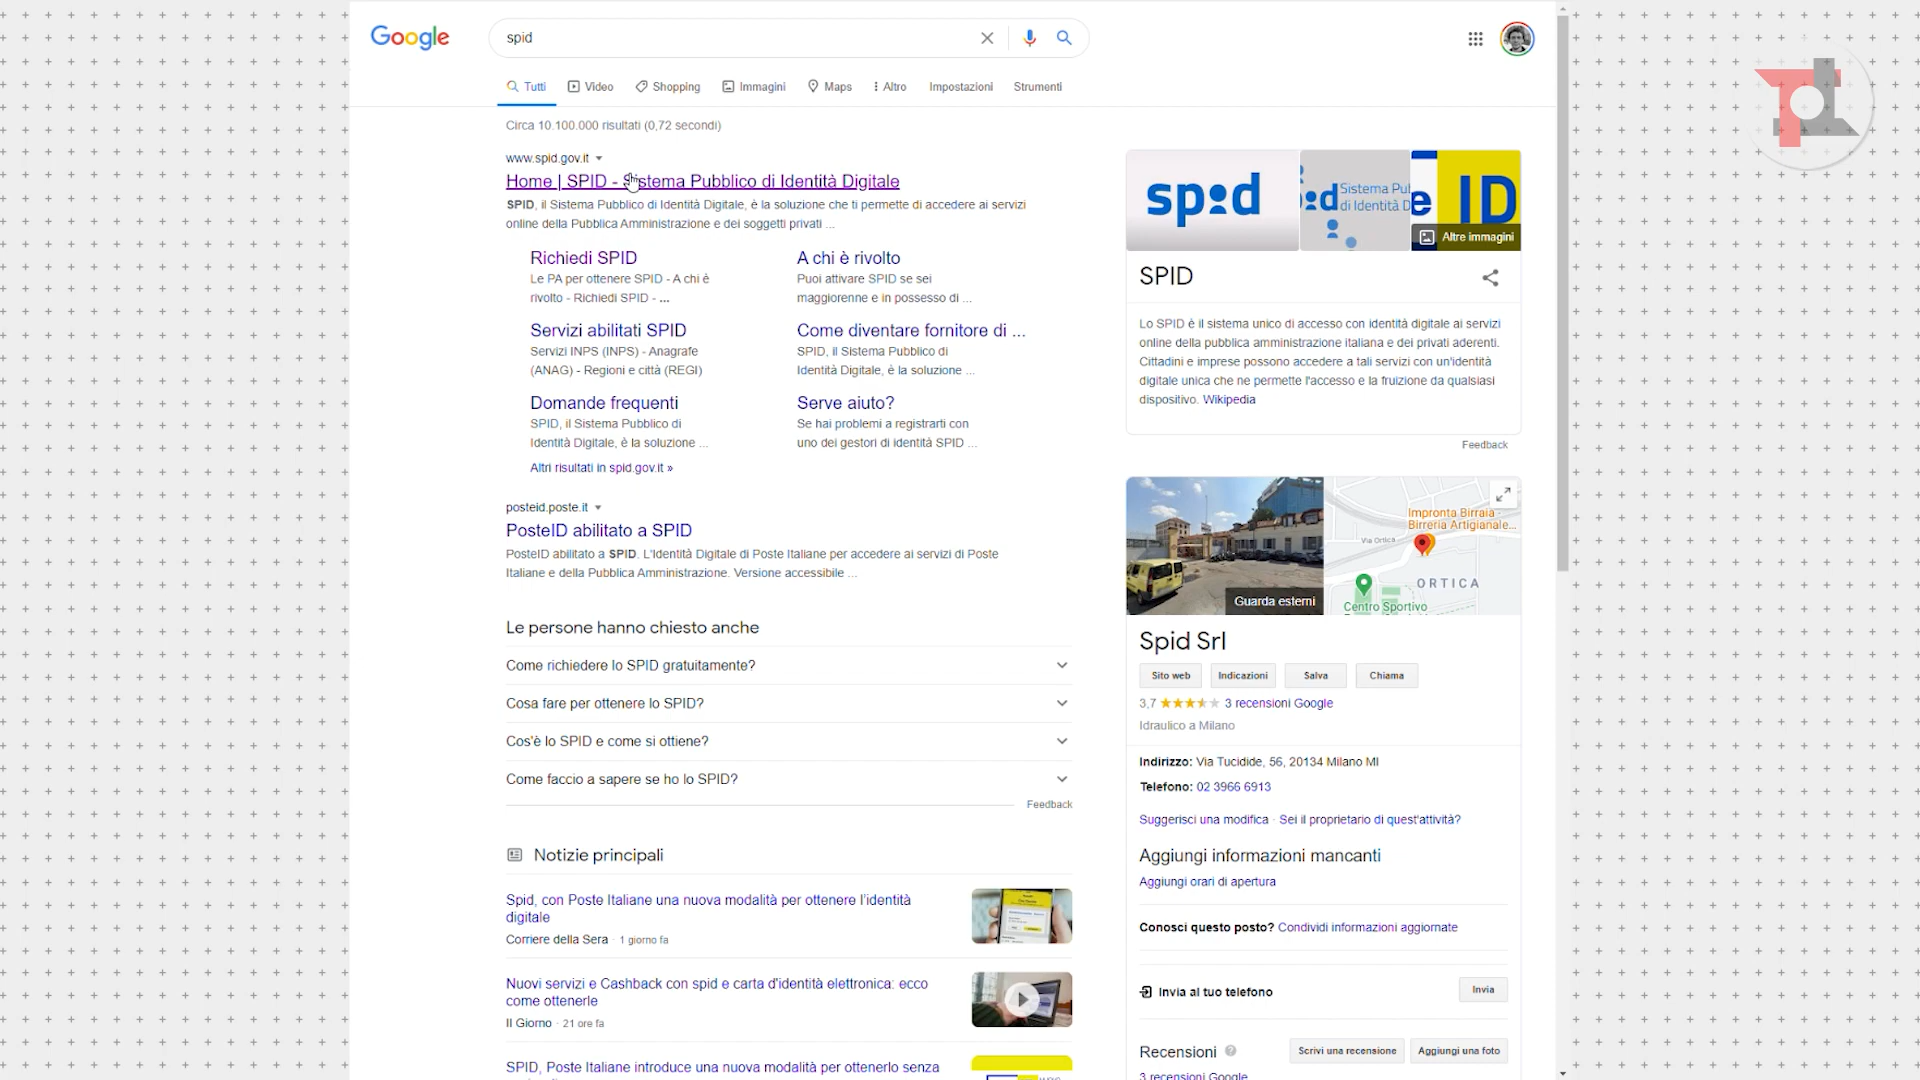 Google
spid
Tutti
Video
Shopping
Immagini
Maps
Altro
Impostazioni
Strumenti
Circa 10.100.000 risultati (0,72 secondi)
www.spid.gov.it
Home | SPID - Sistema Pubblico di Identità Digitale
SPID, il Sistema Pubblico di Identità Digitale, è la soluzione che ti permette di accedere ai servizi
online della Pubblica Amministrazione e dei soggetti privati ...
Richiedi SPID
Le PA per ottenere SPID - A chi è
rivolto - Richiedi SPID - ...
A chi è rivolto
Puoi attivare SPID se sei
maggiorenne e in possesso di ...
Servizi abilitati SPID
Servizi INPS (INPS) - Anagrafe
(ANAG) - Regioni e città (REGI)
Come diventare fornitore di ...
SPID, il Sistema Pubblico di
Identità Digitale, è la soluzione ...
Domande frequenti
SPID, il Sistema Pubblico di
Identità Digitale, è la soluzione ...
Serve aiuto?
Se hai problemi a registrarti con
uno dei gestori di identità SPID ...
Altri risultati in spid.gov.it »
posteid.poste.it
PosteID abilitato a SPID
PosteID abilitato a SPID. L'Identità Digitale di Poste Italiane per accedere ai servizi di Poste
Italiane e della Pubblica Amministrazione. Versione accessibile ...
Le persone hanno chiesto anche
Come richiedere lo SPID gratuitamente?
Cosa fare per ottenere lo SPID?
Cos'è lo SPID e come si ottiene?
Come faccio a sapere se ho lo SPID?
Feedback
Notizie principali
Spid, con Poste Italiane una nuova modalità per ottenere l'identità
digitale
Corriere della Sera · 1 giorno fa
Nuovi servizi e Cashback con spid e carta d'identità elettronica: ecco
come ottenerle
Il Giorno · 21 ore fa
SPID, Poste Italiane introduce una nuova modalità per ottenerlo senza
spid
Sistema Pu
di Identità D
e ID
Altre immagini
SPID
Lo SPID è il sistema unico di accesso con identità digitale ai servizi
online della pubblica amministrazione italiana e dei privati aderenti.
Cittadini e imprese possono accedere a tali servizi con un'identità
digitale unica che ne permette l'accesso e la fruizione da qualsiasi
dispositivo. Wikipedia
Feedback
Guarda esterni
Impronta Birraia -
Birreria Artigianale...
Via Ortica
ORTICA
Centro Sportivo
Spid Srl
Sito web
Indicazioni
Salva
Chiama
3,7 3 recensioni Google
Idraulico a Milano
Indirizzo: Via Tucidide, 56, 20134 Milano MI
Telefono: 02 3966 6913
Suggerisci una modifica · Sei il proprietario di quest'attività?
Aggiungi informazioni mancanti
Aggiungi orari di apertura
Conosci questo posto? Condividi informazioni aggiornate
Invia al tuo telefono
Invia
Recensioni
Scrivi una recensione
Aggiungi una foto
3 recensioni Google